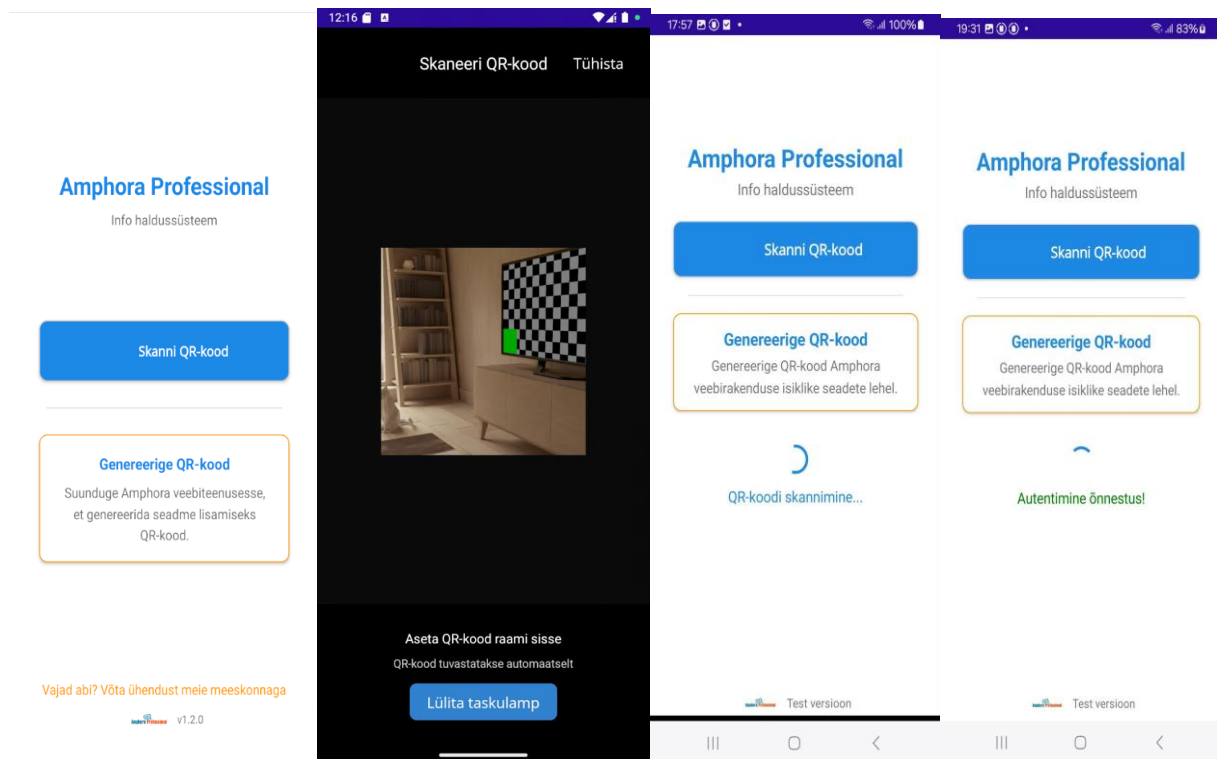 Amphora Professional
Info haldussüsteem
Skanni QR-kood
Genereerige QR-kood
Suunduge Amphora veebiteenusesse,
et genereerida seadme lisamiseks
QR-kood.
Vajad abi? Võta ühendust meie meeskonnaga
v1.2.0
12:16
Skaneeri QR-kood Tühista
Aseta QR-kood raami sisse
QR-kood tuvastatakse automaatselt
Lülita taskulamp
17:57 100%
Amphora Professional
Info haldussüsteem
Skanni QR-kood
Genereerige QR-kood
Genereerige QR-kood Amphora
veebirakenduse isiklike seadete lehel.
QR-koodi skannimine...
Test versioon
19:31 83%
Amphora Professional
Info haldussüsteem
Skanni QR-kood
Genereerige QR-kood
Genereerige QR-kood Amphora
veebirakenduse isiklike seadete lehel.
Autentimine õnnestus!
Test versioon